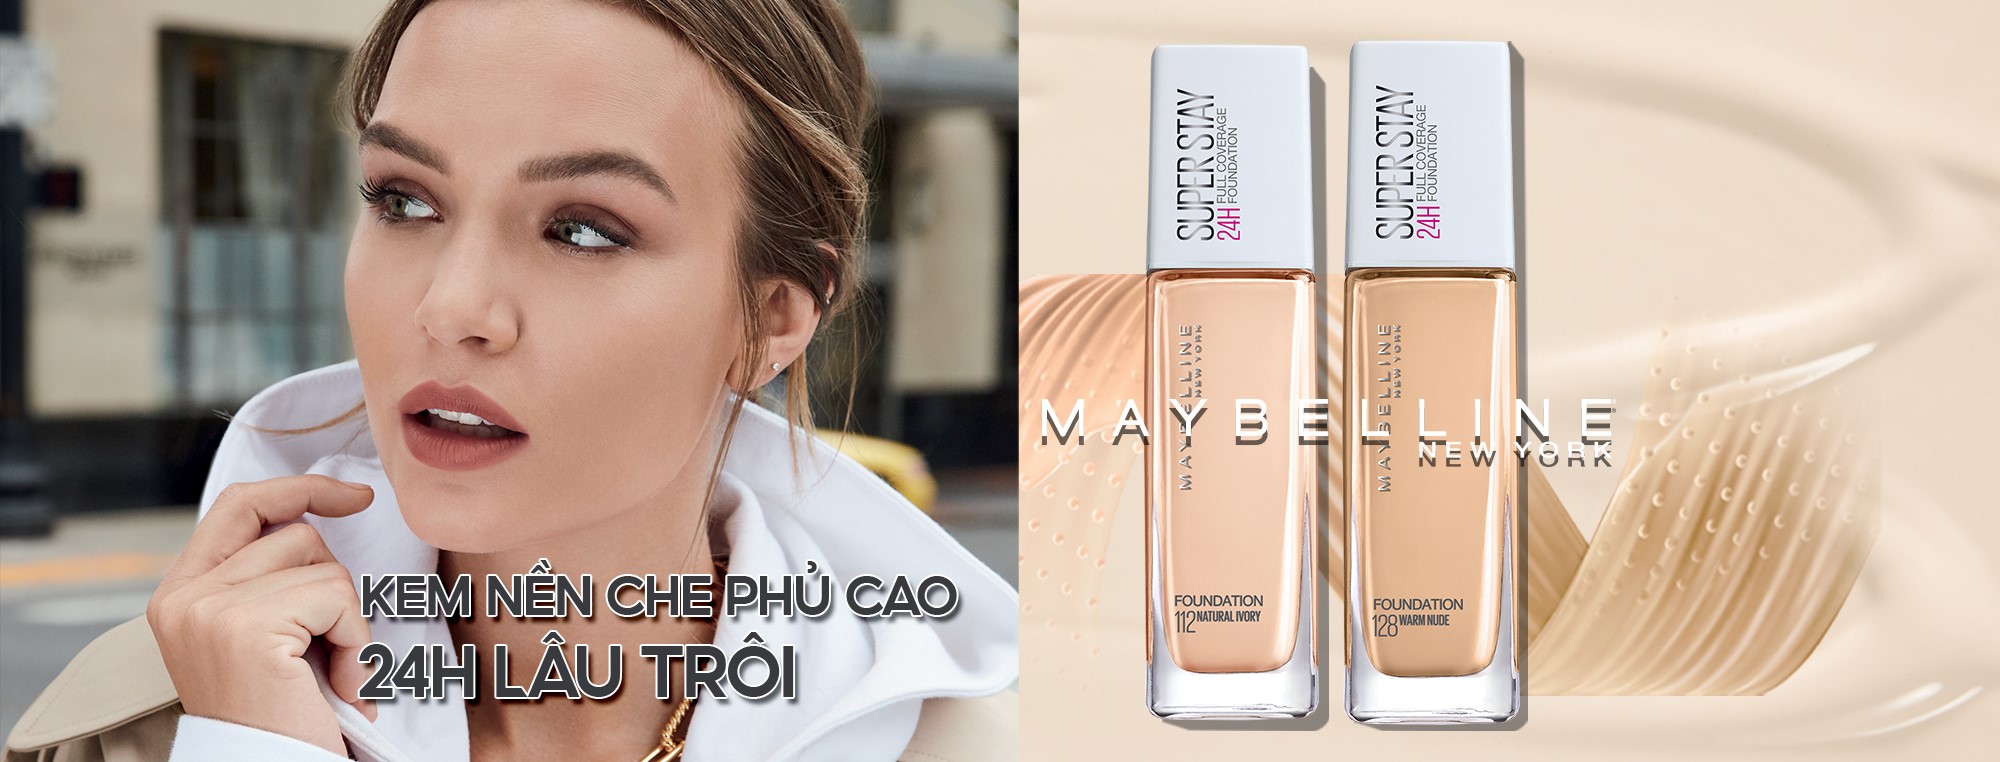 KEM NỀN CHE PHỦ CAO
24H LÂU TRÔI
SUPER STAY
24H FULL COVERAGE
FOUNDATION
MAYBELLINE
NEW YORK
FOUNDATION
112 NATURAL IVORY
SUPER STAY
24H FULL COVERAGE
FOUNDATION
MAYBELLINE
NEW YORK
FOUNDATION
128 WARM NUDE
MAYBELLINE
NEW YORK